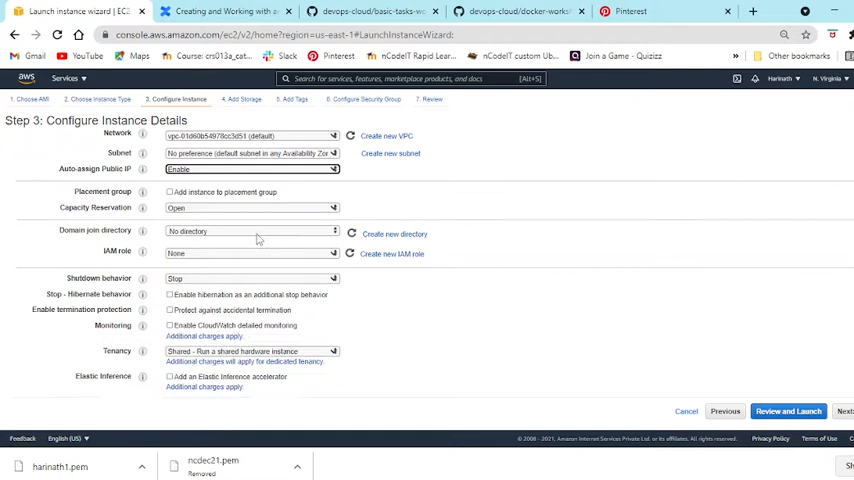 Launch instance wizard | EC2
Creating and Working with a
devops-cloud/basic-tasks-w
devops-cloud/docker-works
Pinterest
console.aws.amazon.com/ec2/v2/home?region=us-east-1#LaunchInstanceWizard:
Gmail
YouTube
Maps
Course: crs013a_cat...
Slack
Pinterest
nCodeIT Rapid Lear...
nCodeIT custom Ub...
Join a Game - Quizizz
Other bookmarks
aws
Services
Search for services, features, marketplace products, and docs
[Alt+S]
Harinath
N. Virginia
1. Choose AMI
2. Choose Instance Type
3. Configure Instance
4. Add Storage
5. Add Tags
6. Configure Security Group
7. Review
Step 3: Configure Instance Details
Network
vpc-01d60b54978cc3d51 (default)
Create new VPC
Subnet
No preference (default subnet in any Availability Zor
Create new subnet
Auto-assign Public IP
Enable
Placement group
Add instance to placement group
Capacity Reservation
Open
Domain join directory
No directory
Create new directory
IAM role
None
Create new IAM role
Shutdown behavior
Stop
Stop - Hibernate behavior
Enable hibernation as an additional stop behavior
Enable termination protection
Protect against accidental termination
Monitoring
Enable CloudWatch detailed monitoring
Additional charges apply.
Tenancy
Shared - Run a shared hardware instance
Additional charges will apply for dedicated tenancy.
Elastic Inference
Add an Elastic Inference accelerator
Additional charges apply.
Cancel
Previous
Review and Launch
Next:
Feedback
English (US)
© 2008 - 2021, Amazon Internet Services Private Ltd. or its affiliates. All rights reserved.
Privacy Policy
Terms of Use
harinath1.pem
ncdec21.pem
Removed